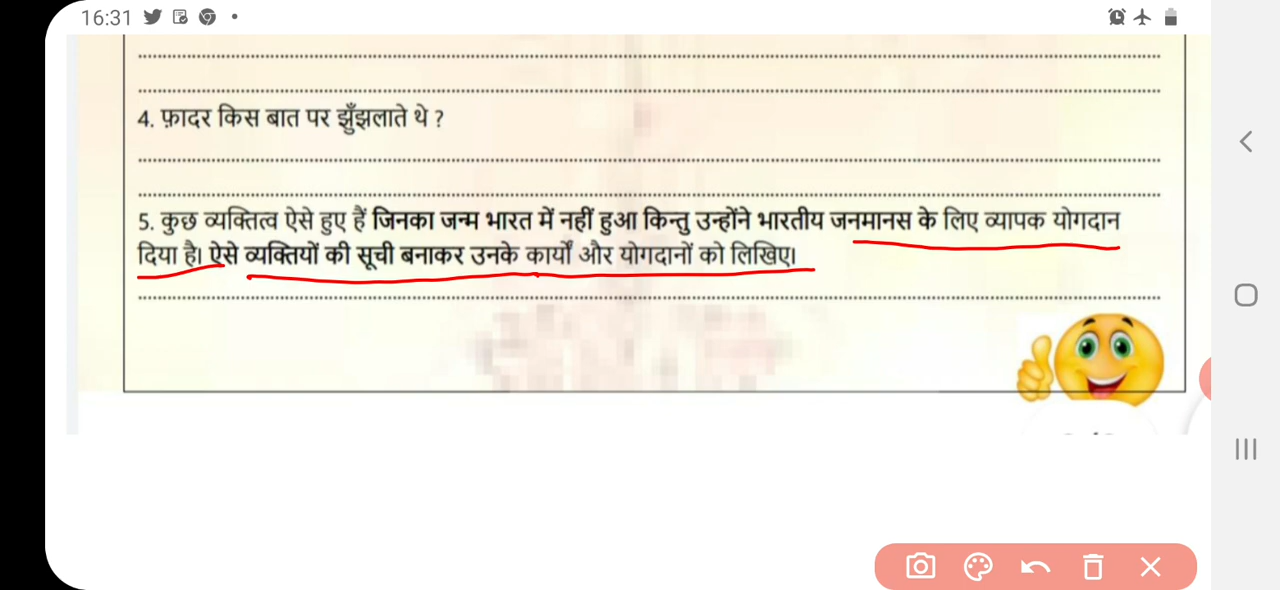 16:31
4. फ़ादर किस बात पर झुँझलाते थे ?
5. कुछ व्यक्तित्व ऐसे हुए हैं जिनका जन्म भारत में नहीं हुआ किन्तु उन्होंने भारतीय जनमानस के लिए व्यापक योगदान
दिया है। ऐसे व्यक्तियों की सूची बनाकर उनके कार्यों और योगदानों को लिखिए।